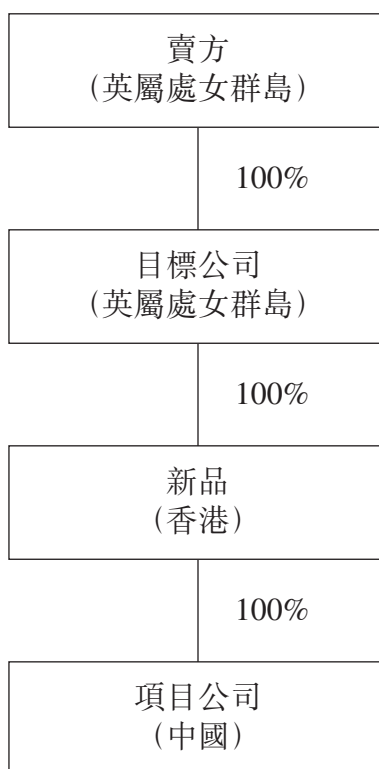 賣方
（英屬處女群島）
100%
目標公司
（英屬處女群島）
100%
新品
（香港）
100%
項目公司
（中國）